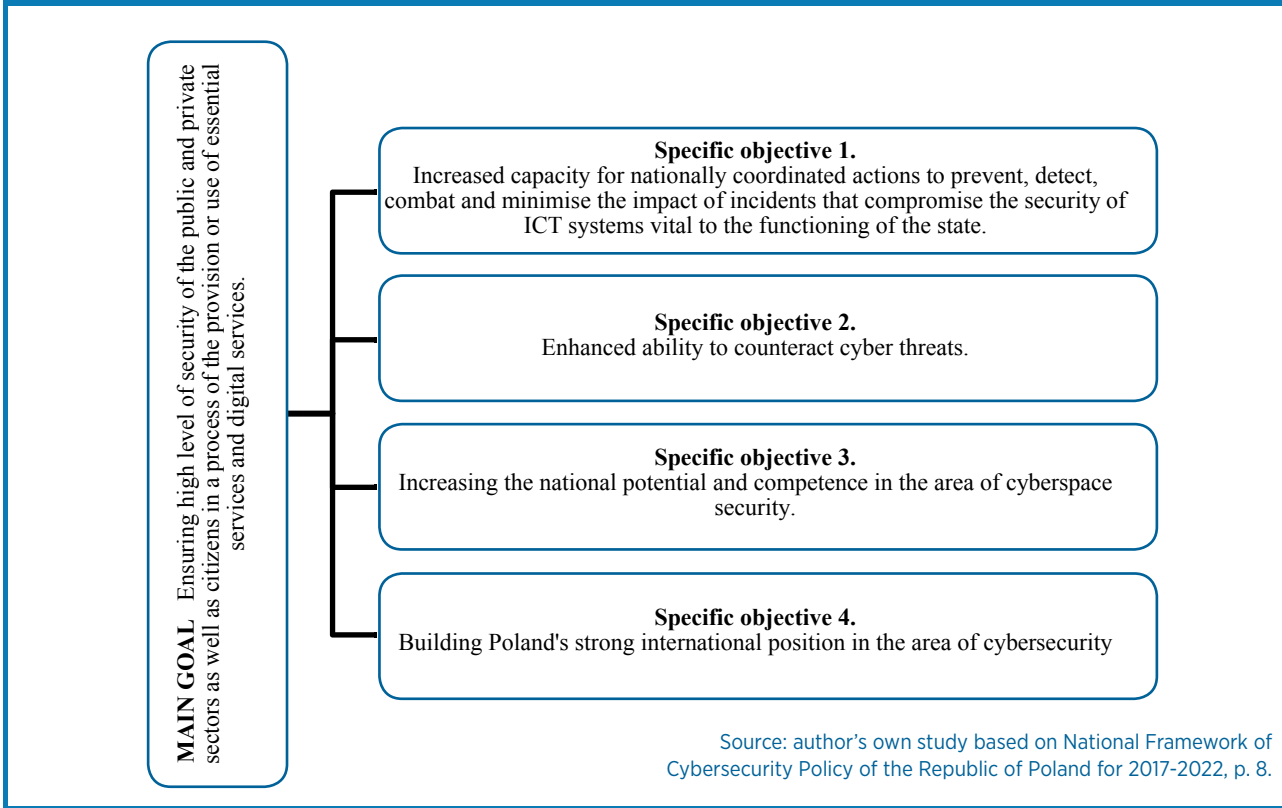 MAIN GOAL Ensuring high level of security of the public and private
sectors as well as citizens in a process of the provision or use of essential
services and digital services.
Specific objective 1.
Increased capacity for nationally coordinated actions to prevent, detect,
combat and minimise the impact of incidents that compromise the security of
ICT systems vital to the functioning of the state.
Specific objective 2.
Enhanced ability to counteract cyber threats.
Specific objective 3.
Increasing the national potential and competence in the area of cyberspace
security.
Specific objective 4.
Building Poland's strong international position in the area of cybersecurity
Source: author’s own study based on National Framework of
Cybersecurity Policy of the Republic of Poland for 2017-2022, p. 8.